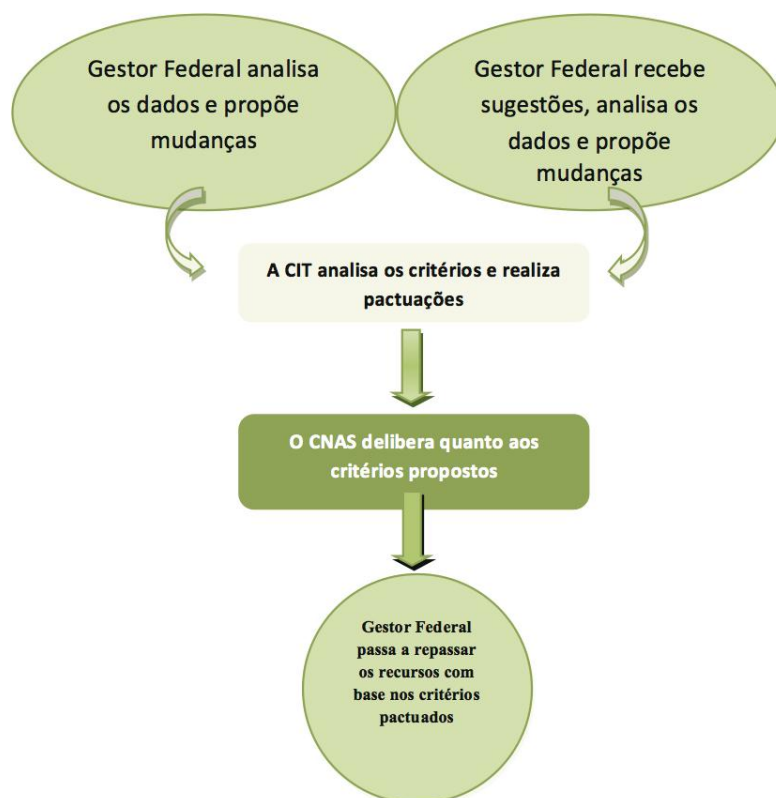 Gestor Federal analisa
os dados e propõe
mudanças
Gestor Federal recebe
sugestões, analisa os
dados e propõe
mudanças
A CIT analisa os critérios e realiza
pactuações
O CNAS delibera quanto aos
critérios propostos
Gestor Federal
passa a repassar
os recursos com
base nos critérios
pactuados